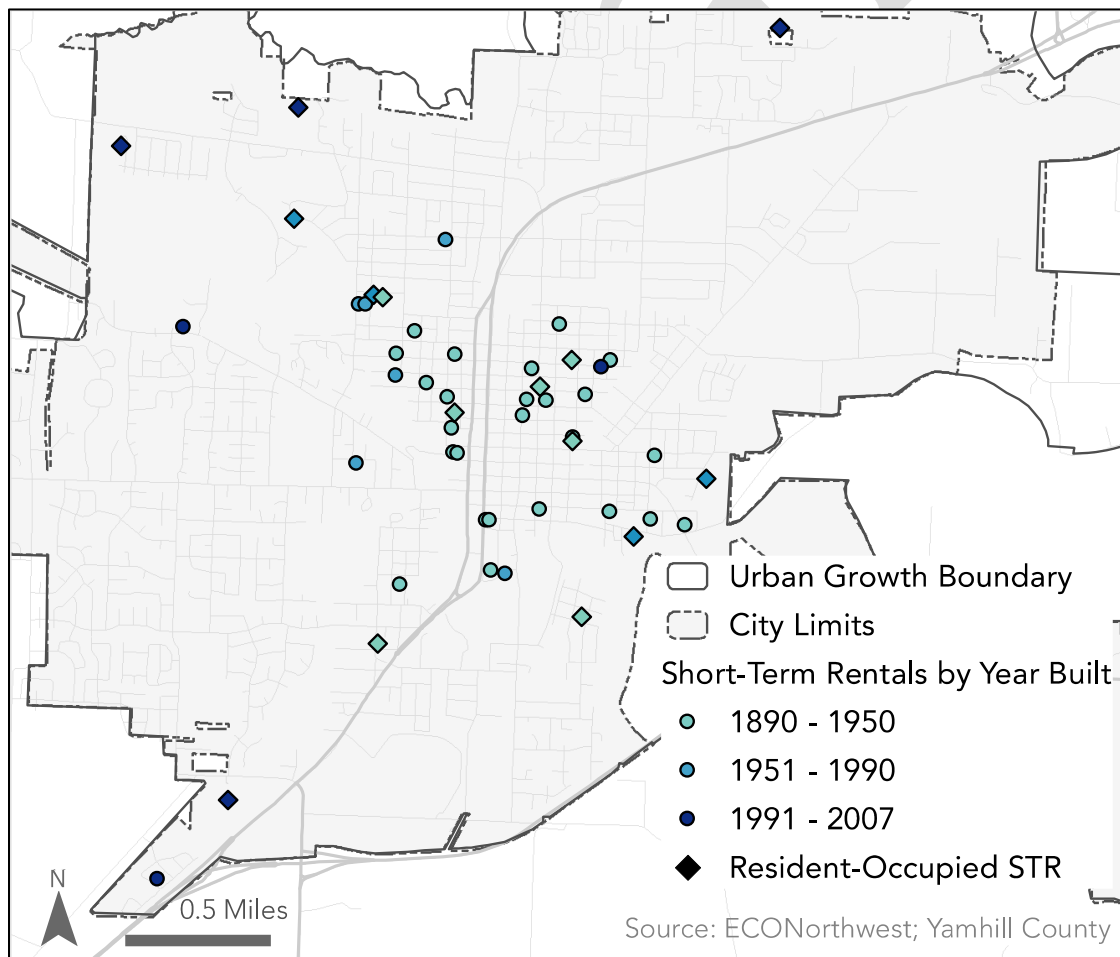 Urban Growth Boundary
City Limits
Short-Term Rentals by Year Built
1890 - 1950
1951 - 1990
1991 - 2007
Resident-Occupied STR
N
0.5 Miles
Source: ECONorthwest; Yamhill County